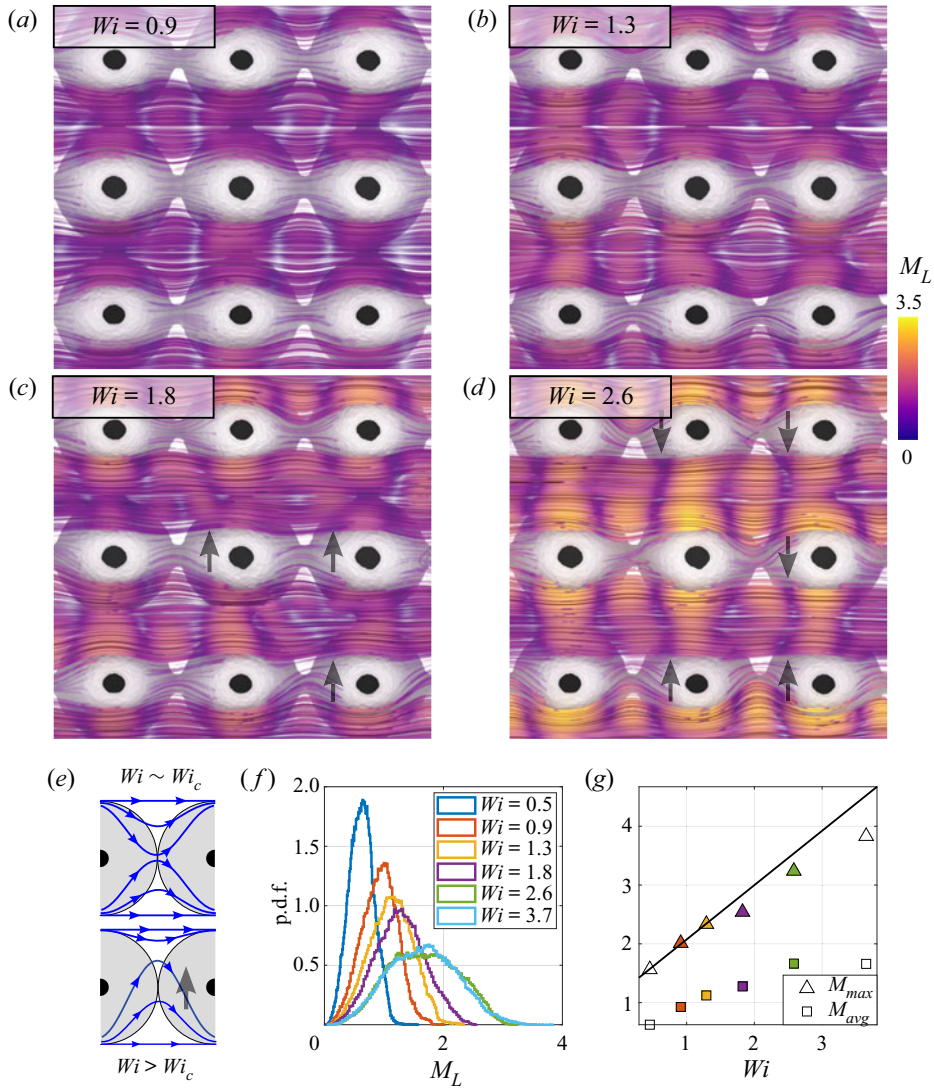 (a) Wi = 0.9
(b) Wi = 1.3
M_L
3.5
0
(c) Wi = 1.8
(d) Wi = 2.6
(e)
Wi ~ Wi_c
Wi > Wi_c
(f)
2.0
1.5
1.0
0.5
0
2
4
p.d.f.
M_L
Wi = 0.5
Wi = 0.9
Wi = 1.3
Wi = 1.8
Wi = 2.6
Wi = 3.7
(g)
4
3
2
1
1
2
3
Wi
M_max
M_avg